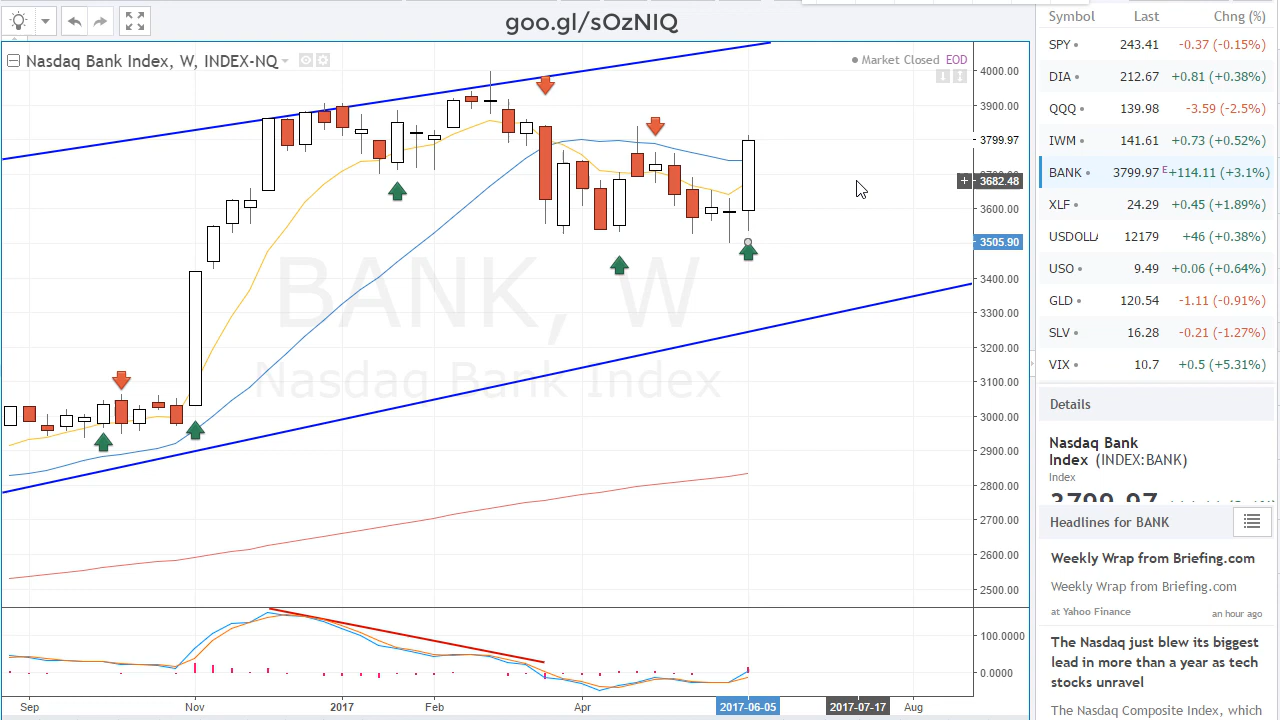 goo.gl/sOzNIQ
Nasdaq Bank Index, W, INDEX-NQ
Market Closed EOD
BANK, W
Nasdaq Bank Index
4000.00
3900.00
3799.97
3682.48
3600.00
3505.90
3400.00
3300.00
3200.00
3100.00
3000.00
2900.00
2800.00
2700.00
2600.00
2500.00
100.0000
0.0000
Sep
Nov
2017
Feb
Apr
2017-06-05
2017-07-17
Aug
Symbol Last Chng (%)
SPY 243.41 -0.37 (-0.15%)
DIA 212.67 +0.81 (+0.38%)
QQQ 139.98 -3.59 (-2.5%)
IWM 141.61 +0.73 (+0.52%)
BANK 3799.97 E +114.11 (+3.1%)
XLF 24.29 +0.45 (+1.89%)
USDOLLA 12179 +46 (+0.38%)
USO 9.49 +0.06 (+0.64%)
GLD 120.54 -1.11 (-0.91%)
SLV 16.28 -0.21 (-1.27%)
VIX 10.7 +0.5 (+5.31%)
Details
Nasdaq Bank
Index (INDEX:BANK)
Index
3799.97
Headlines for BANK
Weekly Wrap from Briefing.com
Weekly Wrap from Briefing.com
at Yahoo Finance an hour ago
The Nasdaq just blew its biggest
lead in more than a year as tech
stocks unravel
The Nasdaq Composite Index, which